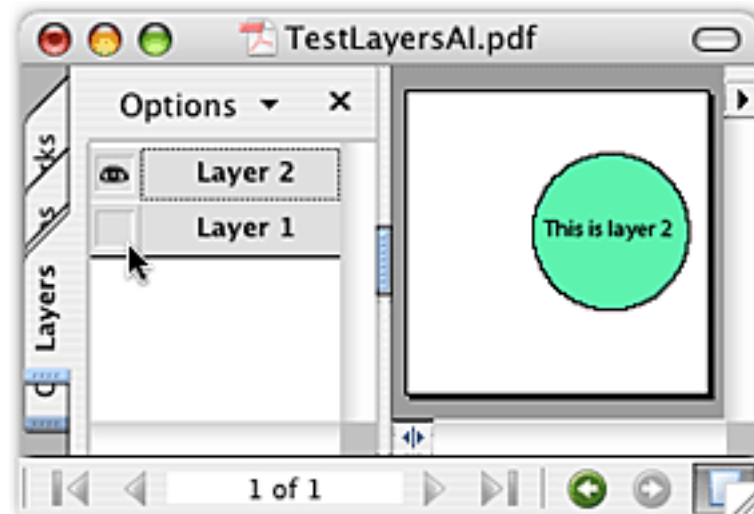 TestLayersAI.pdf
Options
Layer 2
Layer 1
Layers
This is layer 2
1 of 1